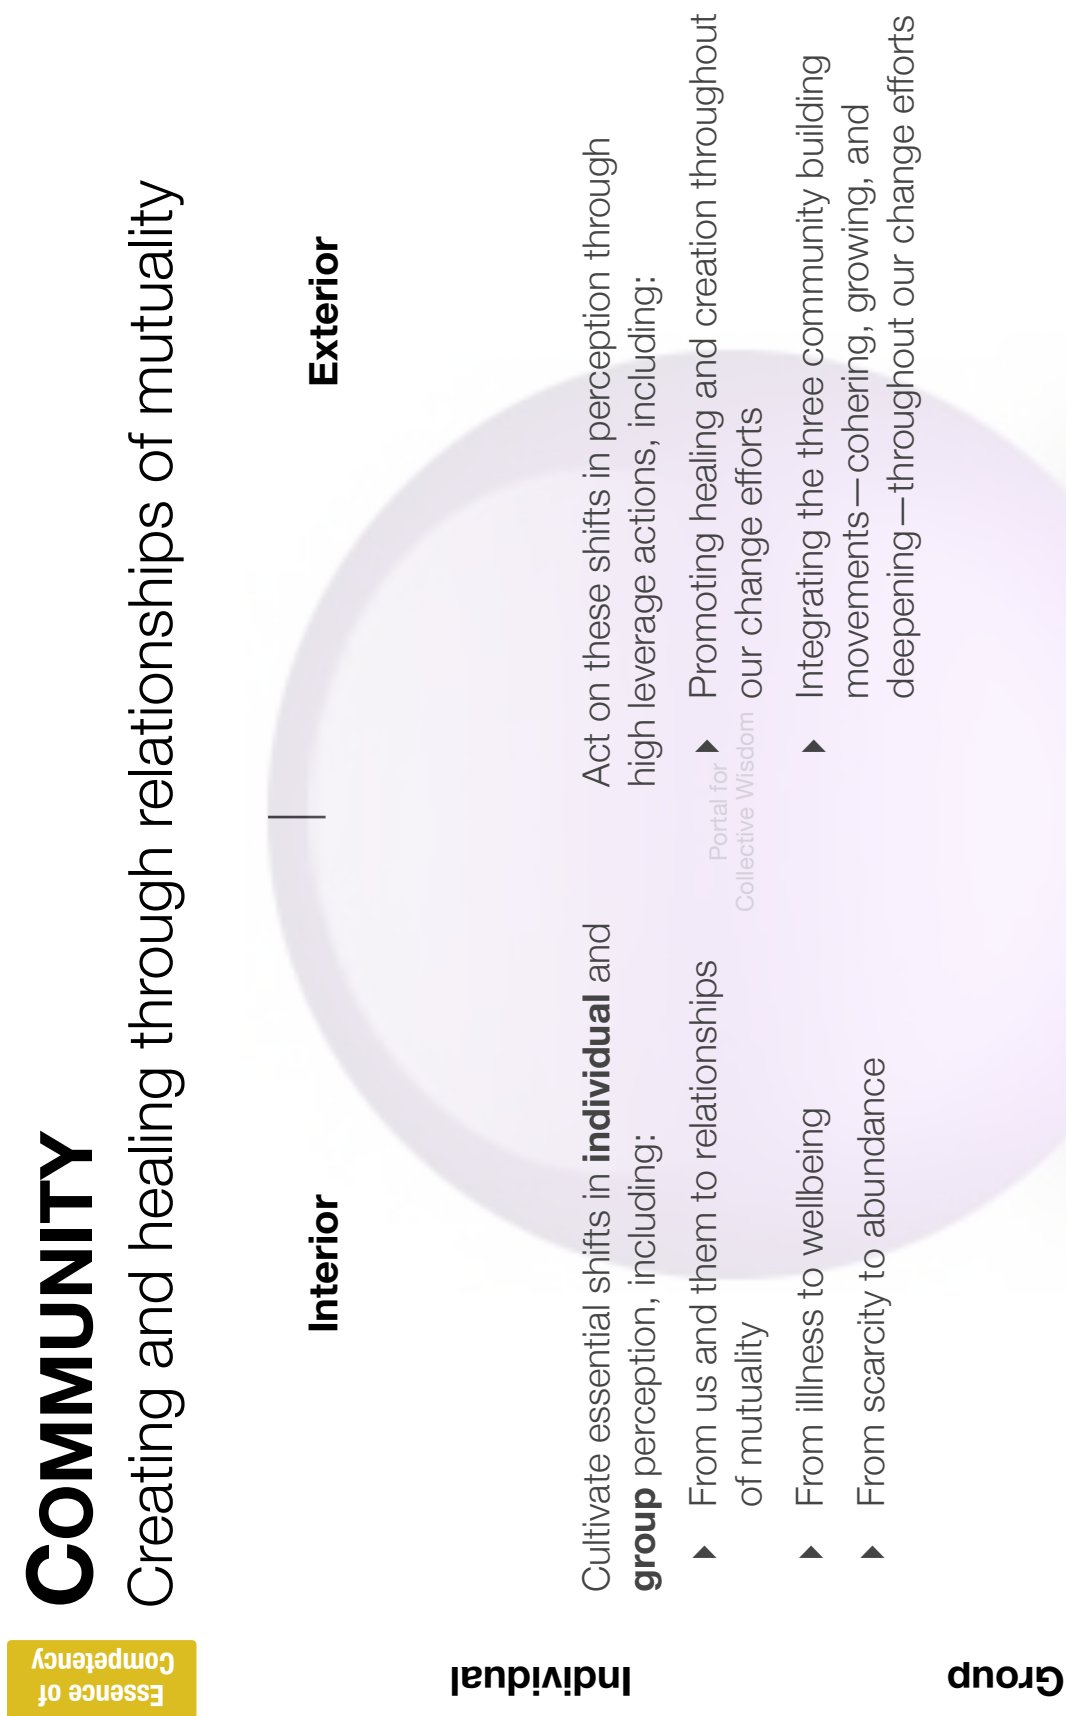 Essence of
Competency
COMMUNITY
Creating and healing through relationships of mutuality
Interior
Exterior
Individual
Group
Cultivate essential shifts in individual and
group perception, including:
From us and them to relationships
of mutuality
From illness to wellbeing
From scarcity to abundance
Portal for
Collective Wisdom
Act on these shifts in perception through
high leverage actions, including:
Promoting healing and creation throughout
our change efforts
Integrating the three community building
movements—cohering, growing, and
deepening—throughout our change efforts